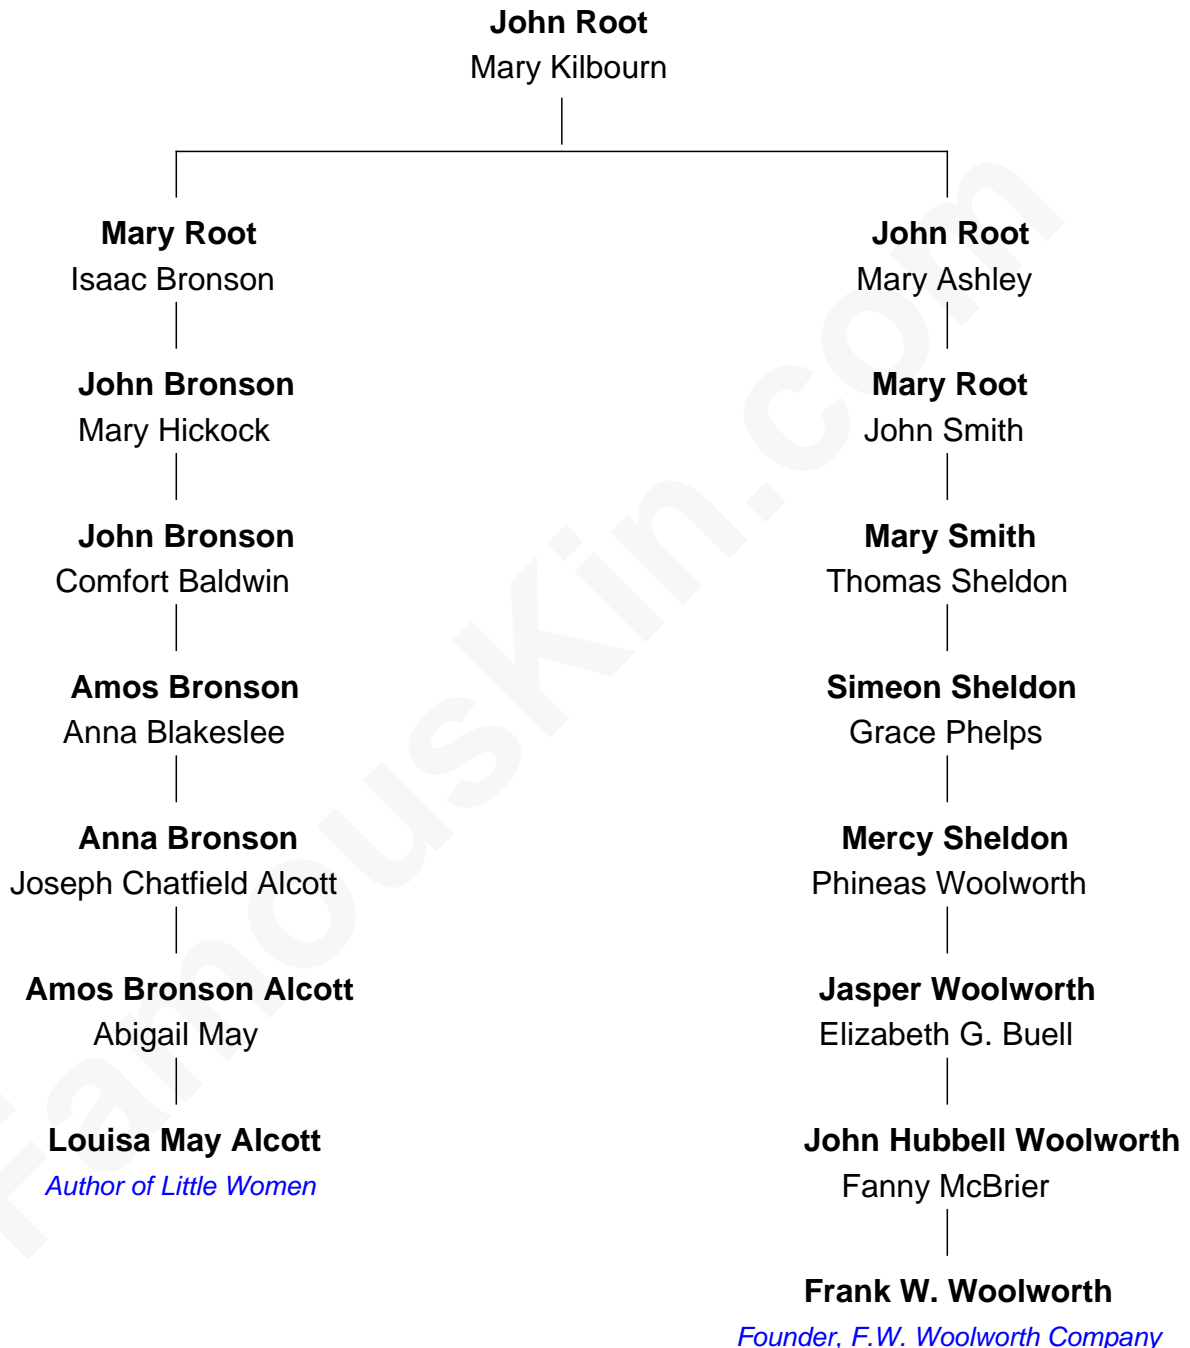 John Root
Mary Kilbourn
Mary Root
Isaac Bronson
John Bronson
Mary Hickock
John Bronson
Comfort Baldwin
Amos Bronson
Anna Blakeslee
Anna Bronson
Joseph Chatfield Alcott
Amos Bronson Alcott
Abigail May
Louisa May Alcott
Author of Little Women
John Root
Mary Ashley
Mary Root
John Smith
Mary Smith
Thomas Sheldon
Simeon Sheldon
Grace Phelps
Mercy Sheldon
Phineas Woolworth
Jasper Woolworth
Elizabeth G. Buell
John Hubbell Woolworth
Fanny McBrier
Frank W. Woolworth
Founder, F.W. Woolworth Company
FamousKin.com